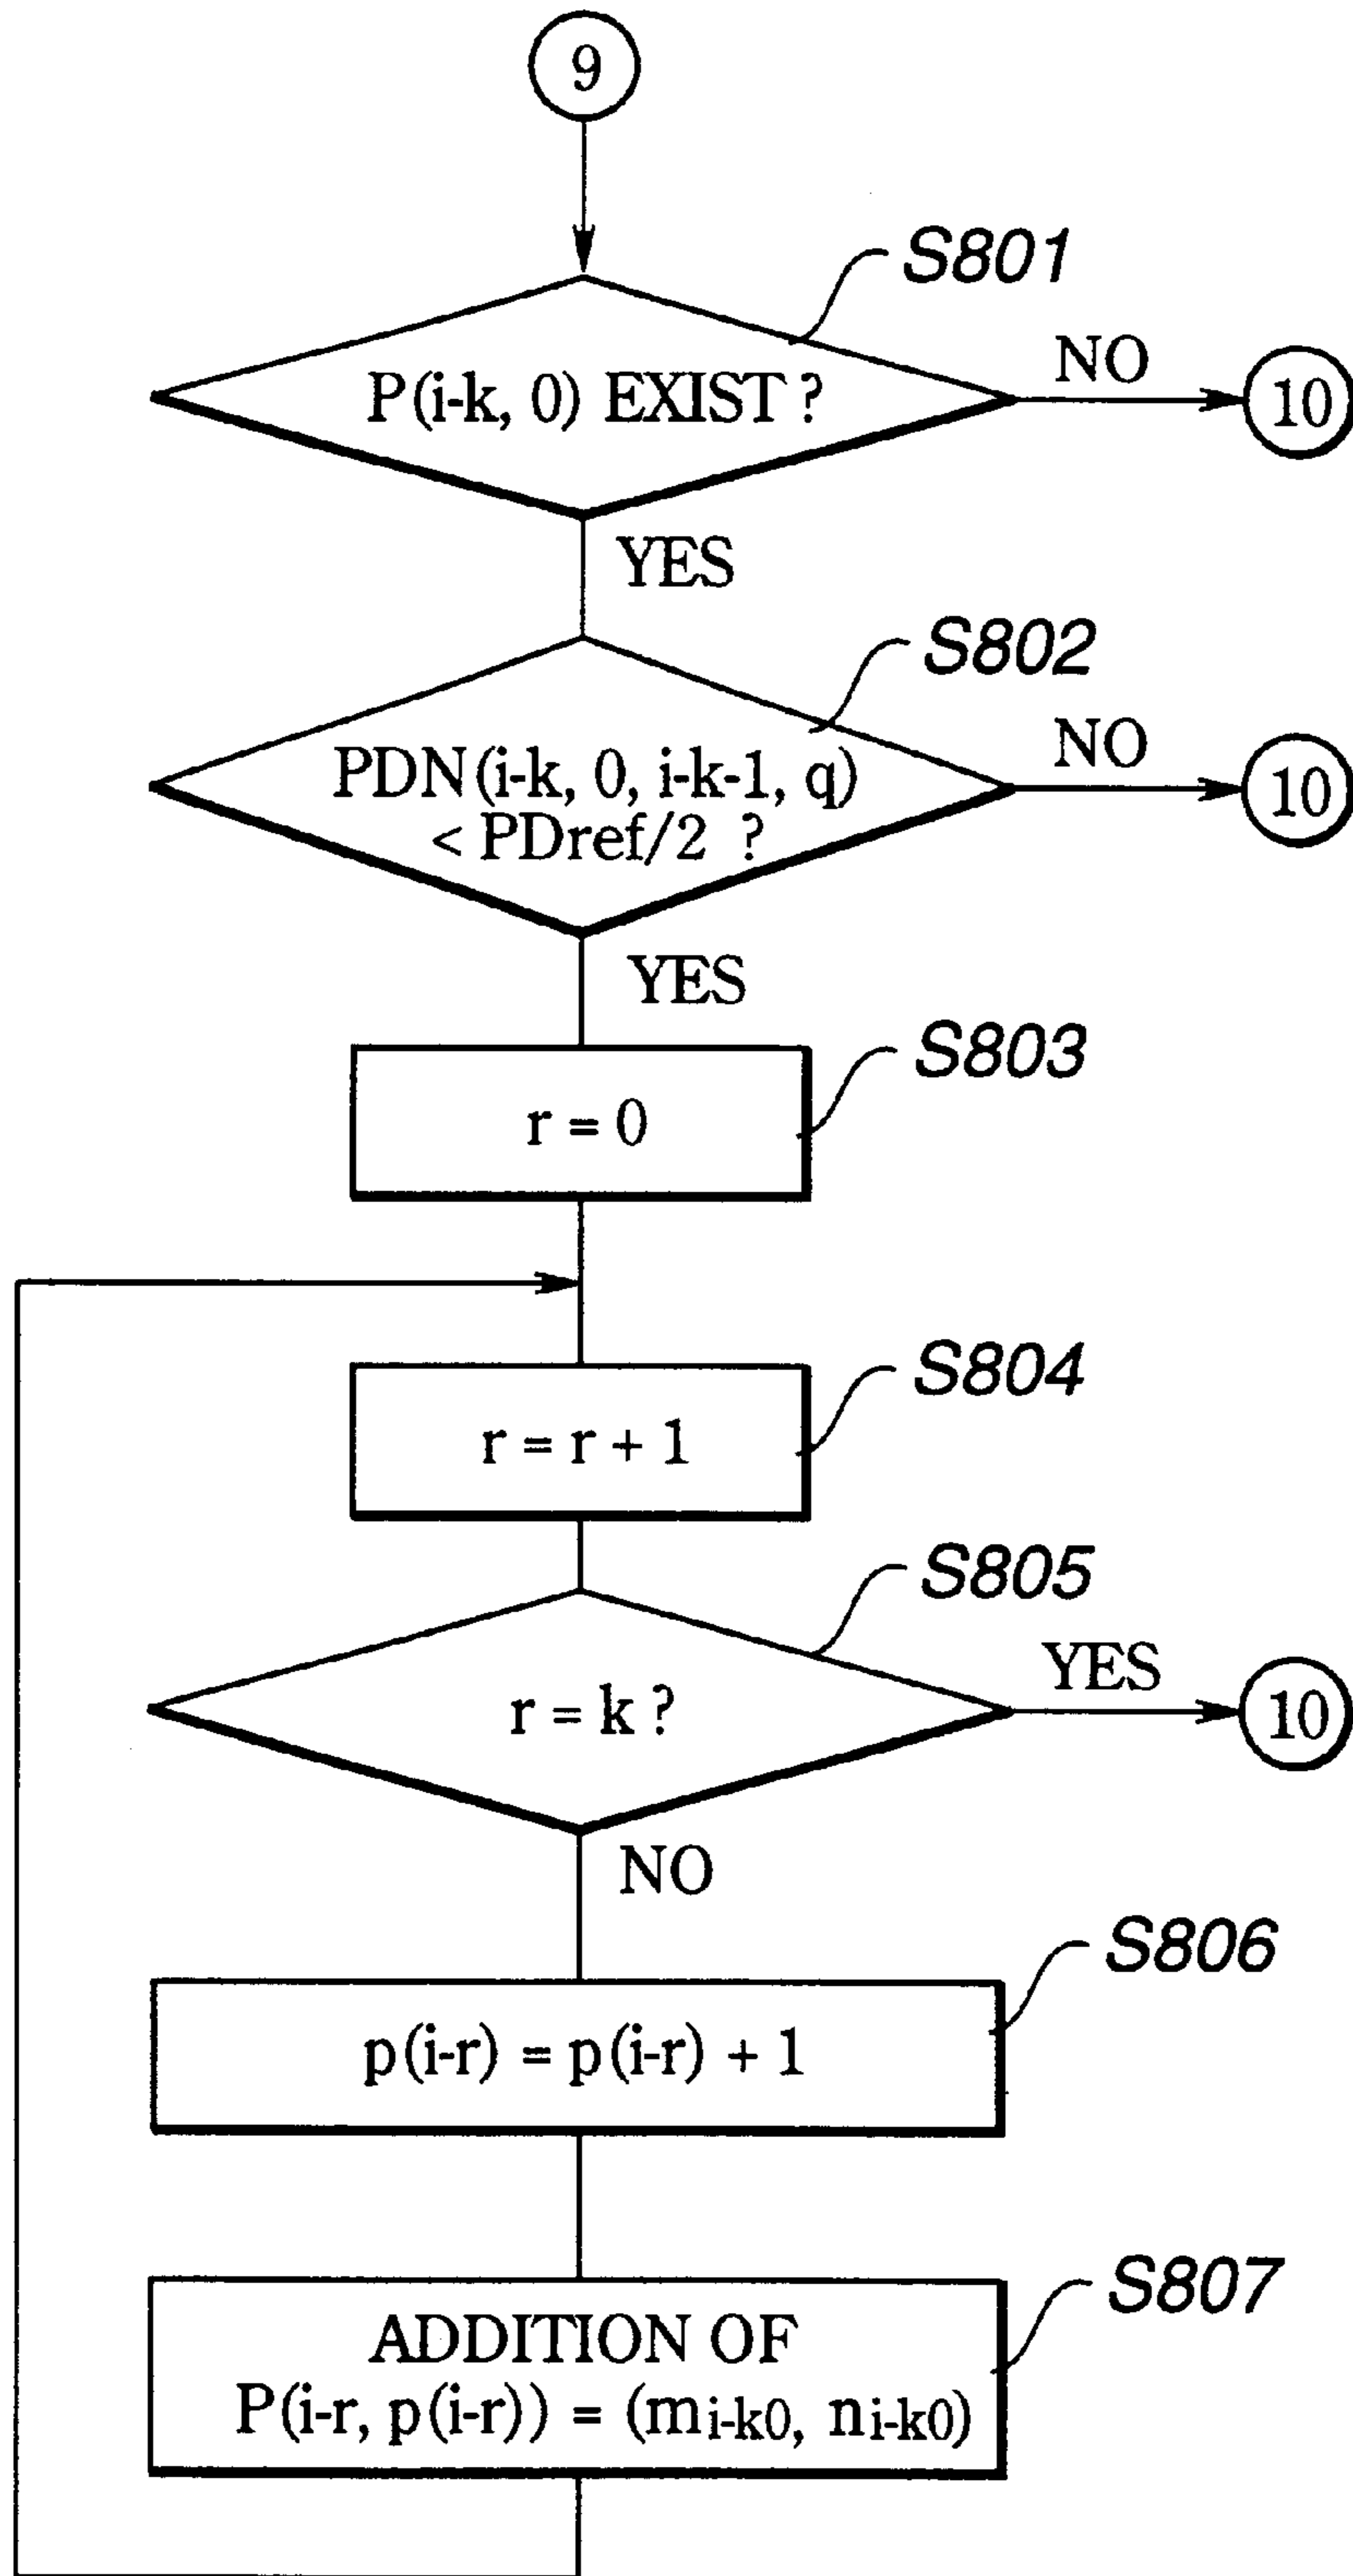 9
S801
P(i-k, 0) EXIST ?
NO
10
YES
S802
PDN(i-k, 0, i-k-1, q)
< PDref/2 ?
NO
10
YES
S803
r = 0
S804
r = r + 1
S805
r = k ?
YES
10
NO
S806
p(i-r) = p(i-r) + 1
S807
ADDITION OF
P(i-r, p(i-r)) = (mi-k0, ni-k0)